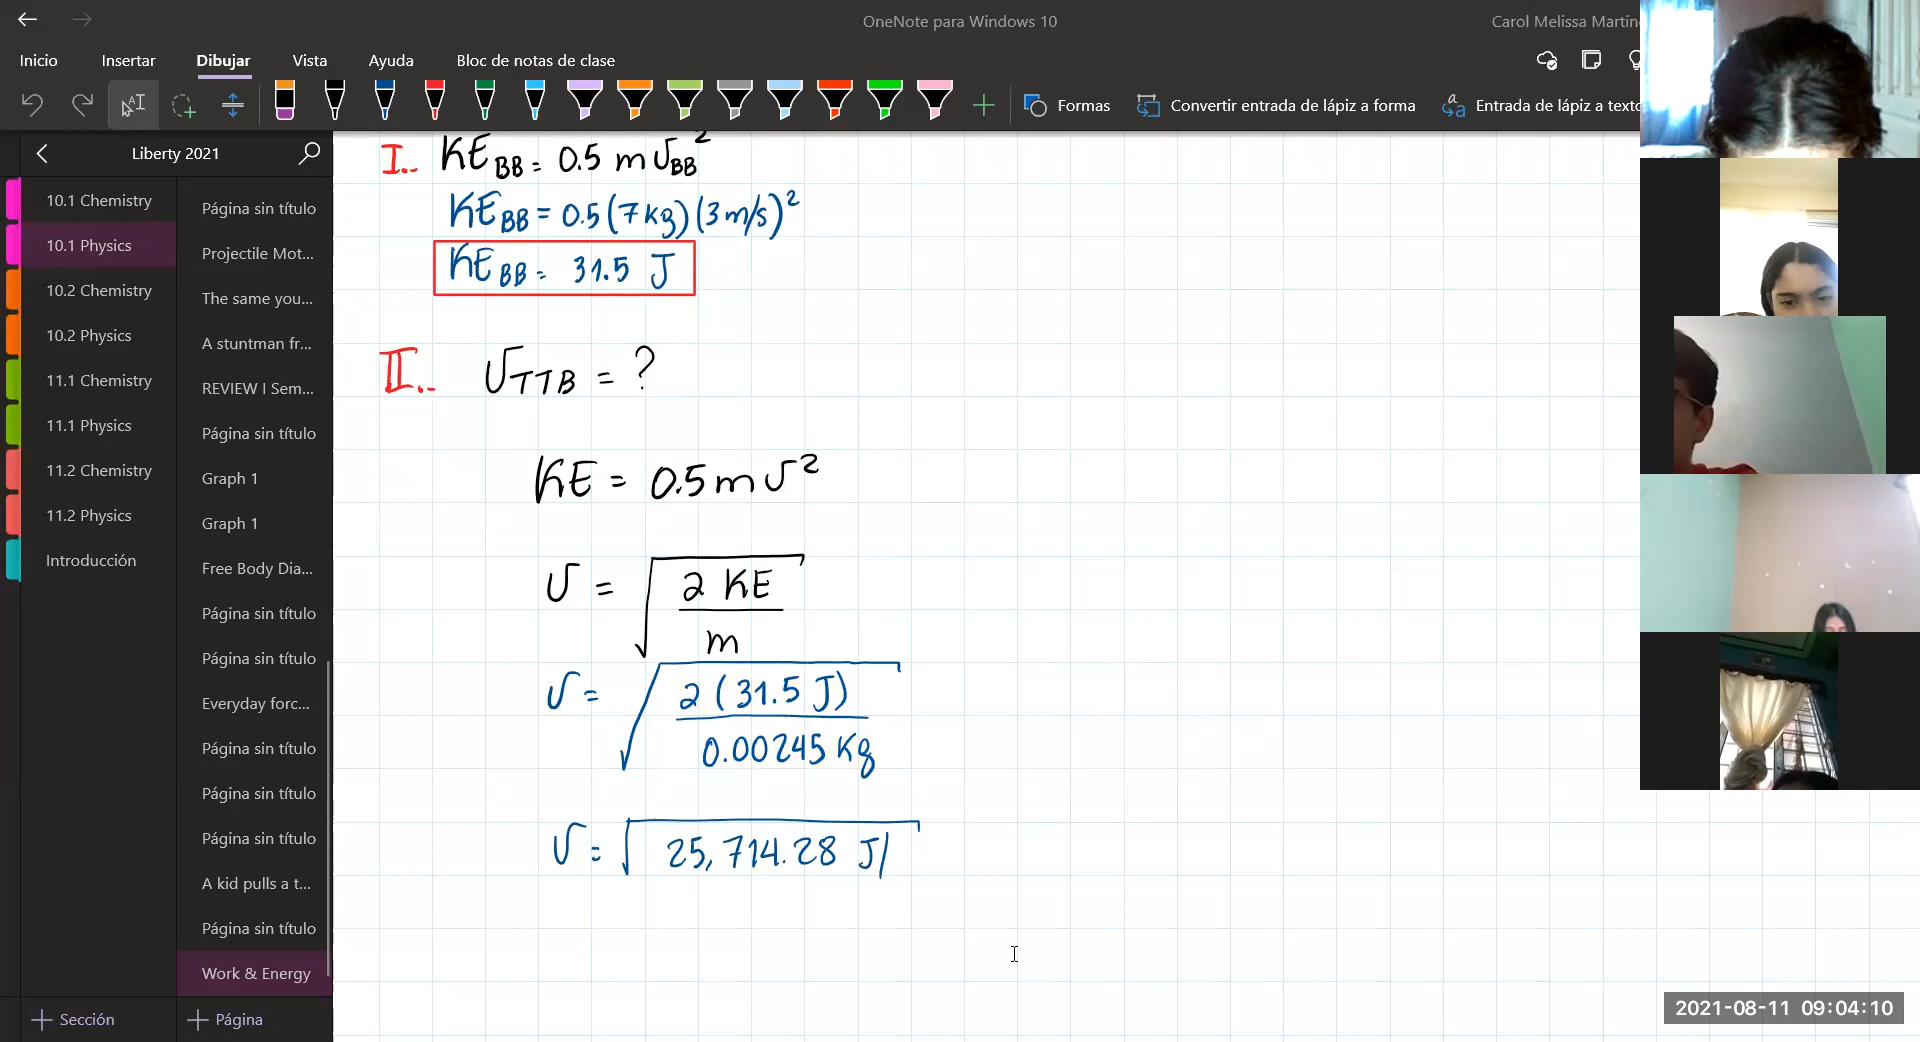 OneNote para Windows 10
Carol Melissa Martine
Inicio
Insertar
Dibujar
Vista
Ayuda
Bloc de notas de clase
Formas
Convertir entrada de lápiz a forma
Entrada de lápiz a texto
Liberty 2021
10.1 Chemistry
10.1 Physics
10.2 Chemistry
10.2 Physics
11.1 Chemistry
11.1 Physics
11.2 Chemistry
11.2 Physics
Introducción
Página sin título
Projectile Mot...
The same you...
A stuntman fr...
REVIEW I Sem...
Página sin título
Graph 1
Graph 1
Free Body Dia...
Página sin título
Página sin título
Everyday forc...
Página sin título
Página sin título
Página sin título
A kid pulls a t...
Página sin título
Work & Energy
Sección
Página
I.. KE BB = 0.5 m v BB ²
KE BB = 0.5 (7 kg) (3 m/s)²
KE BB = 31.5 J
II.. v TTB = ?
KE = 0.5 m v²
v = √ 2 KE
m
v = √ 2 (31.5 J)
0.00245 Kg
v = √ 25,714.28 J/
2021-08-11 09:04:10